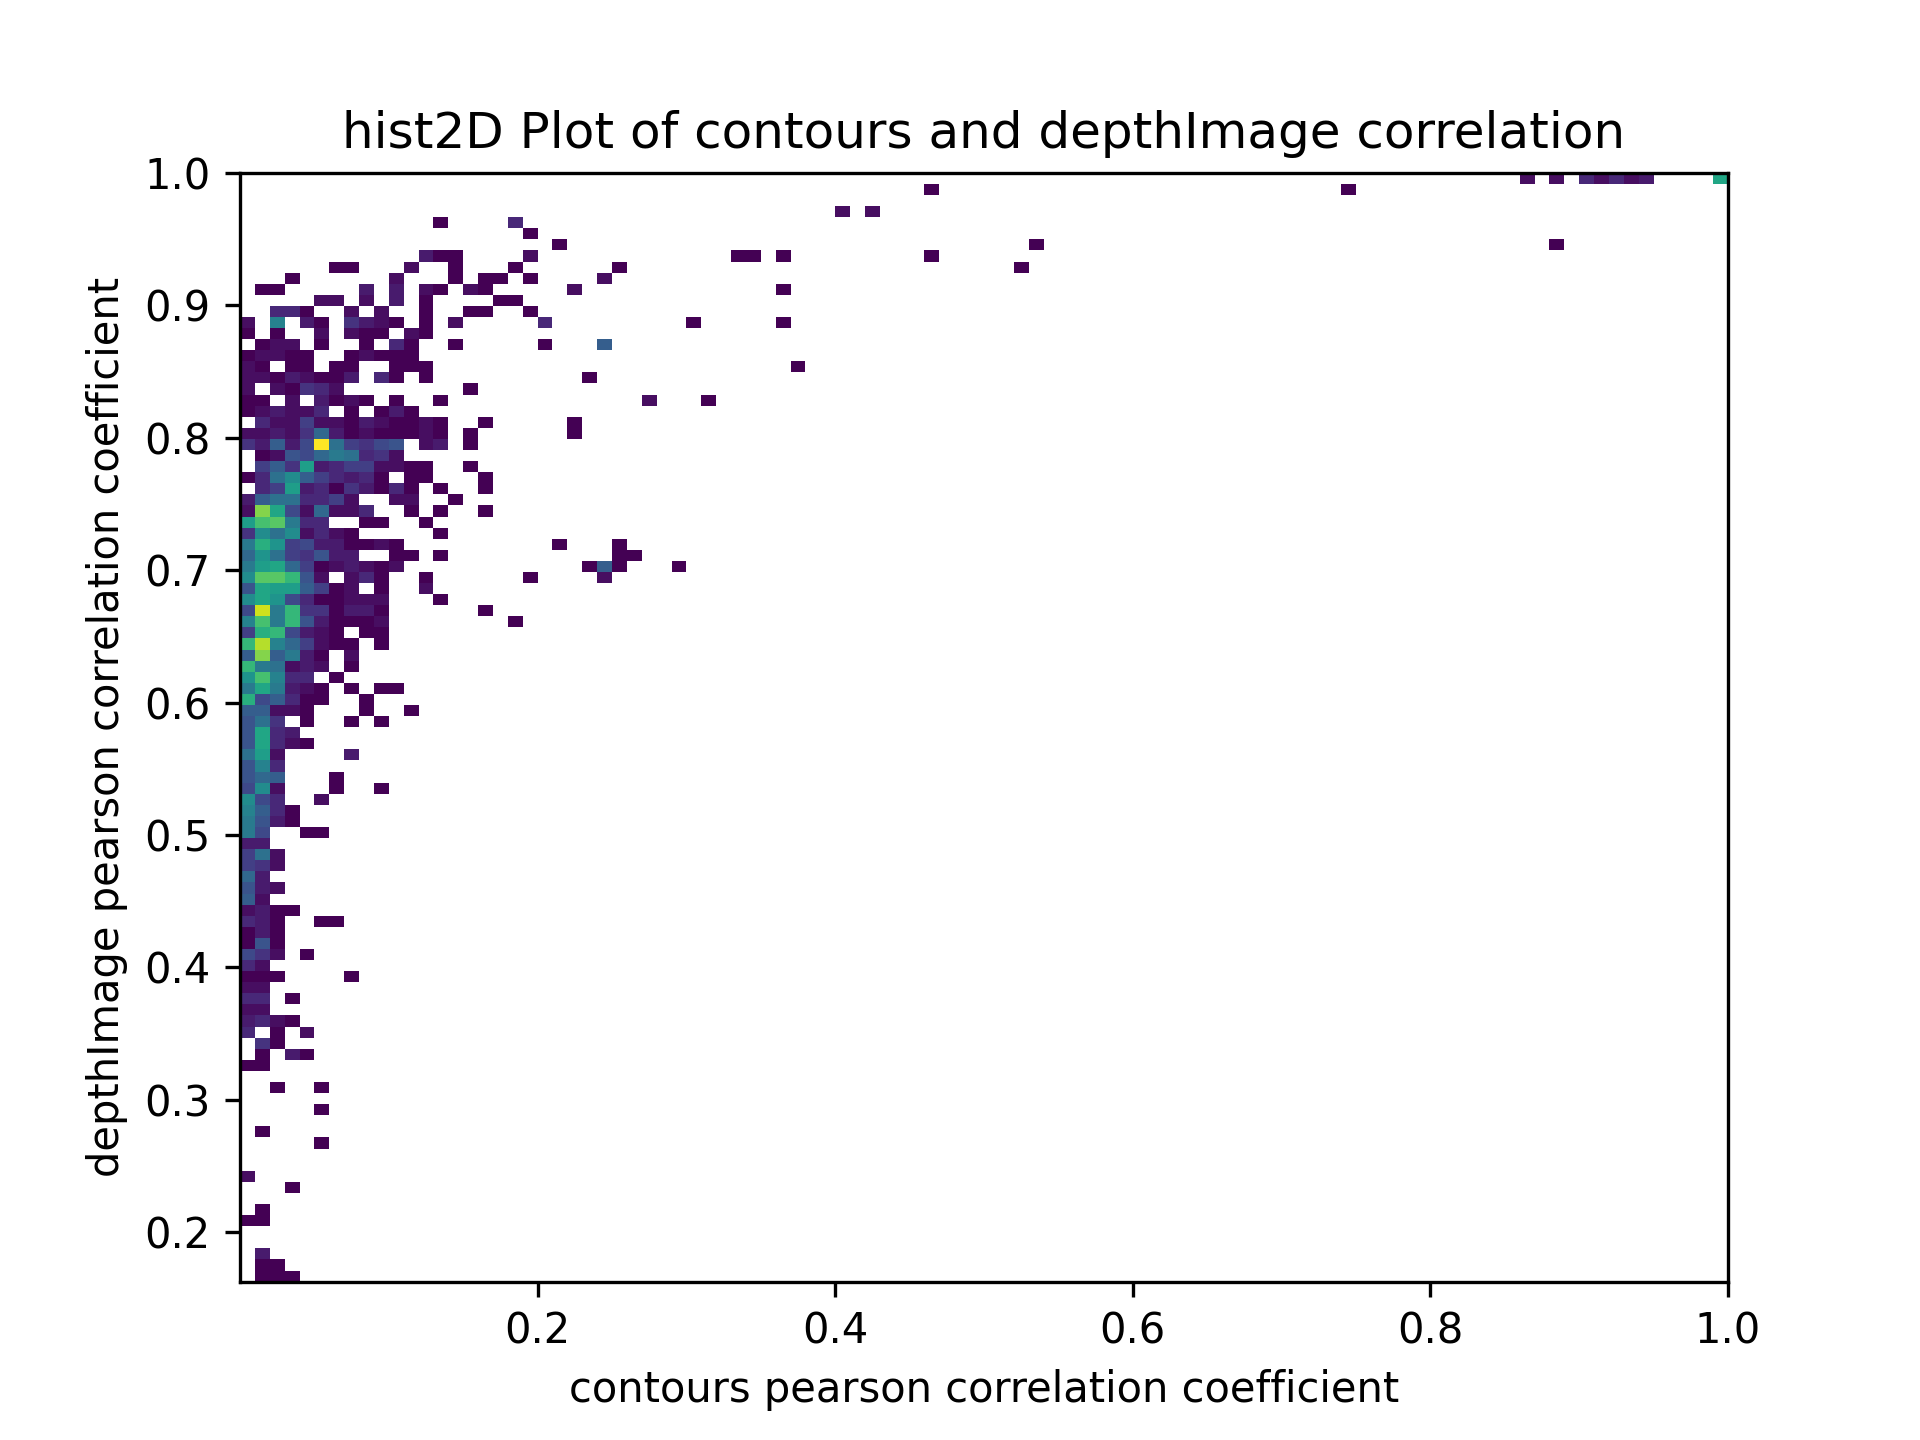 hist2D Plot of contours and depthImage correlation
1.0
0.9
0.8
0.7
0.6
0.5
0.4
0.3
0.2
depthImage pearson correlation coefficient
0.2 0.4 0.6 0.8 1.0
contours pearson correlation coefficient